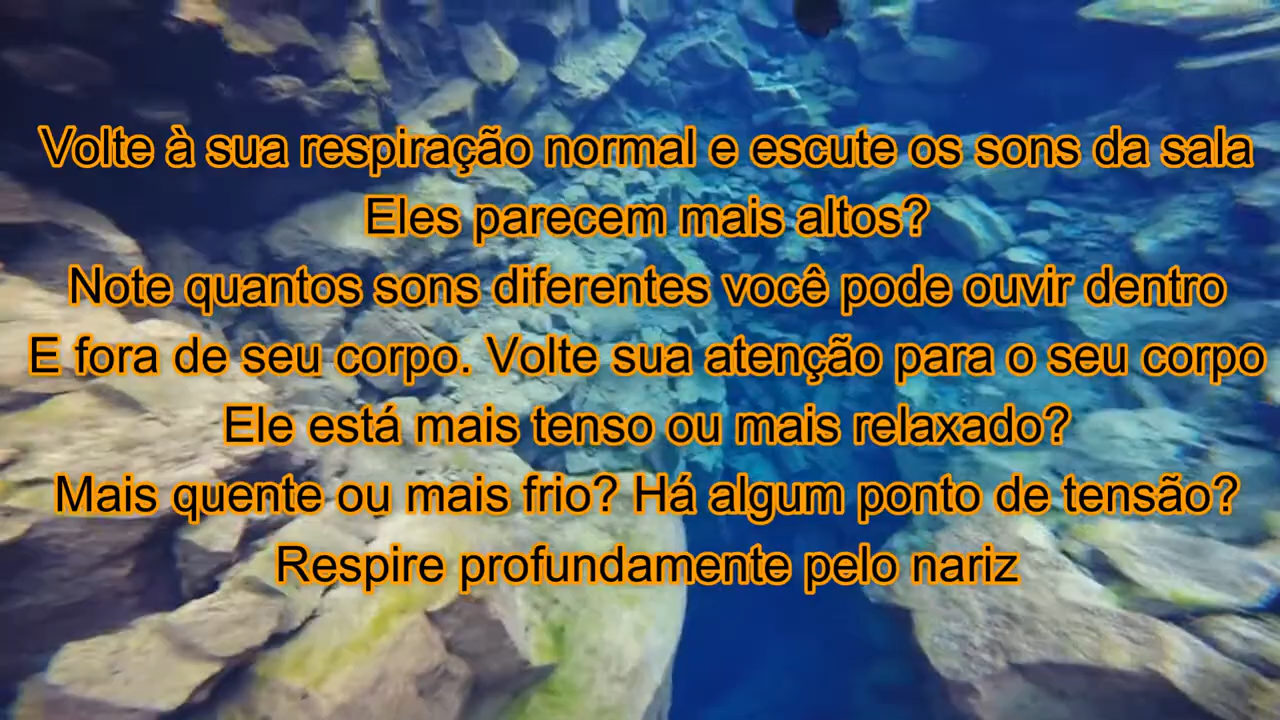 Volte à sua respiração normal e escute os sons da sala
Eles parecem mais altos?
Note quantos sons diferentes você pode ouvir dentro
E fora de seu corpo. Volte sua atenção para o seu corpo
Ele está mais tenso ou mais relaxado?
Mais quente ou mais frio? Há algum ponto de tensão?
Respire profundamente pelo nariz